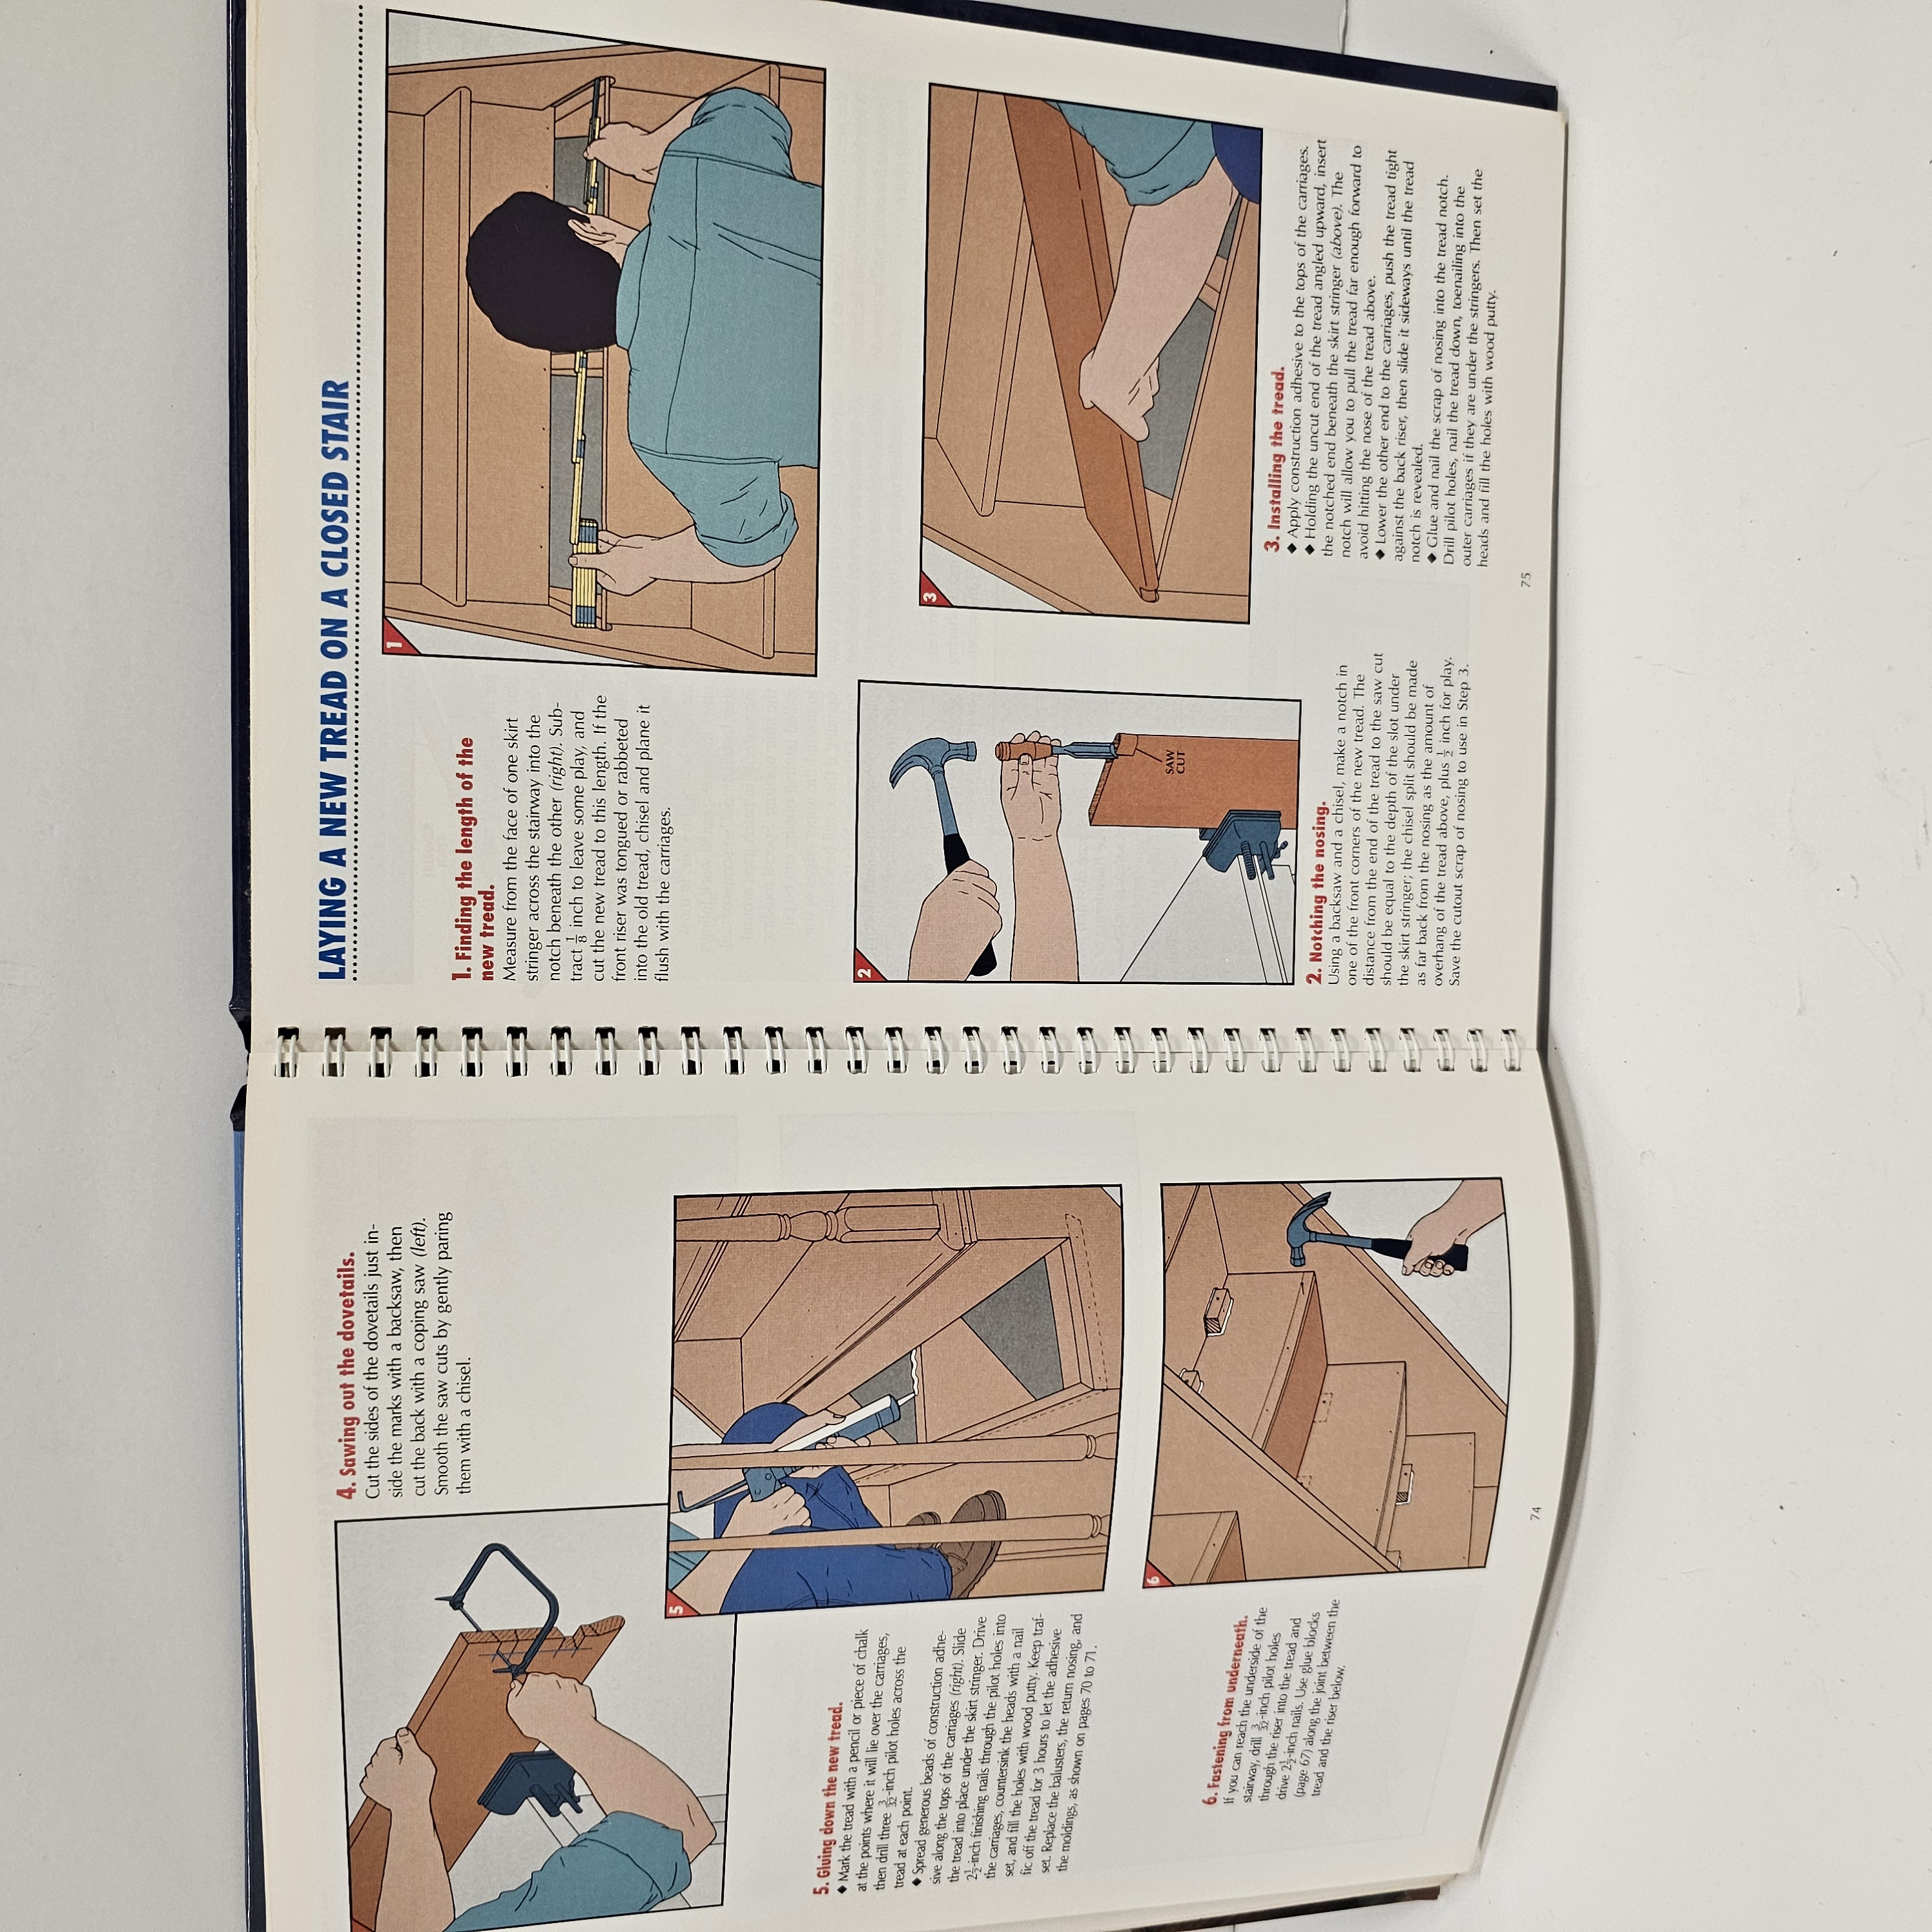 4. Sawing out the dovetails.
Cut the sides of the dovetails just in-
side the marks with a backsaw, then
cut the back with a coping saw (left).
Smooth the saw cuts by gently paring
them with a chisel.
5
5. Gluing down the new tread.
◆ Mark the tread with a pencil or piece of chalk
at the points where it will lie over the carriages,
then drill three 3/32-inch pilot holes across the
tread at each point.
◆ Spread generous beads of construction adhe-
sive along the tops of the carriages (right). Slide
the tread into place under the skirt stringer. Drive
2½-inch finishing nails through the pilot holes into
the carriages, countersink the heads with a nail
set, and fill the holes with wood putty. Keep traf-
fic off the tread for 3 hours to let the adhesive
set. Replace the balusters, the return nosing, and
the moldings, as shown on pages 70 to 71.
6
6. Fastening from underneath.
If you can reach the underside of the
stairway, drill 3/32-inch pilot holes
through the riser into the tread and
drive 2½-inch nails. Use glue blocks
(page 67) along the joint between the
tread and the riser below.
74
LAYING A NEW TREAD ON A CLOSED STAIR
1
1. Finding the length of the
new tread.
Measure from the face of one skirt
stringer across the stairway into the
notch beneath the other (right). Sub-
tract ⅛ inch to leave some play, and
cut the new tread to this length. If the
front riser was tongued or rabbeted
into the old tread, chisel and plane it
flush with the carriages.
2
SAW
CUT
2. Notching the nosing.
Using a backsaw and a chisel, make a notch in
one of the front corners of the new tread. The
distance from the end of the tread to the saw cut
should be equal to the depth of the slot under
the skirt stringer; the chisel split should be made
as far back from the nosing as the amount of
overhang of the tread above, plus ½ inch for play.
Save the cutout scrap of nosing to use in Step 3.
3
3. Installing the tread.
◆ Apply construction adhesive to the tops of the carriages.
◆ Holding the uncut end of the tread angled upward, insert
the notched end beneath the skirt stringer (above). The
notch will allow you to pull the tread far enough forward to
avoid hitting the nose of the tread above.
◆ Lower the other end to the carriages, push the tread tight
against the back riser, then slide it sideways until the tread
notch is revealed.
◆ Glue and nail the scrap of nosing into the tread notch.
Drill pilot holes, nail the tread down, toenailing into the
outer carriages if they are under the stringers. Then set the
heads and fill the holes with wood putty.
75